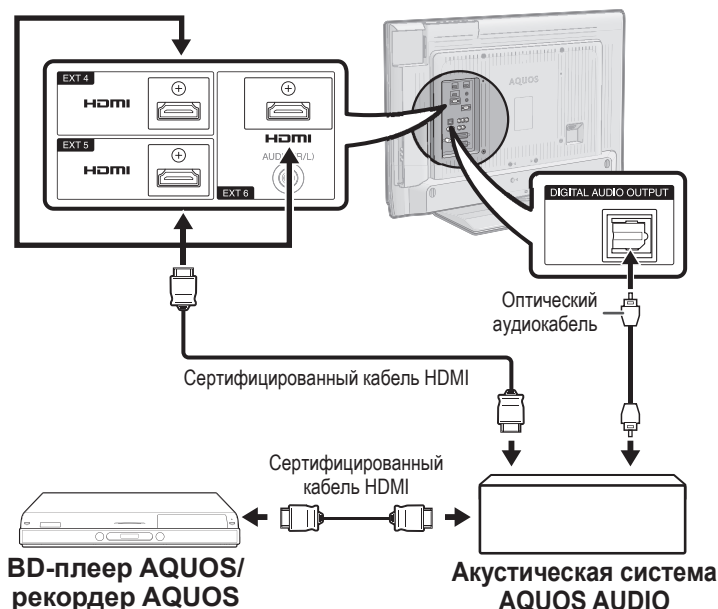 EXT 4
HDMI
EXT 5
HDMI
HDMI
AUDIO (R/L)
EXT 6
AQUOS
DIGITAL AUDIO OUTPUT
Оптический
аудиокабель
Сертифицированный кабель HDMI
Сертифицированный
кабель HDMI
BD-плеер AQUOS/
рекордер AQUOS
Акустическая система
AQUOS AUDIO